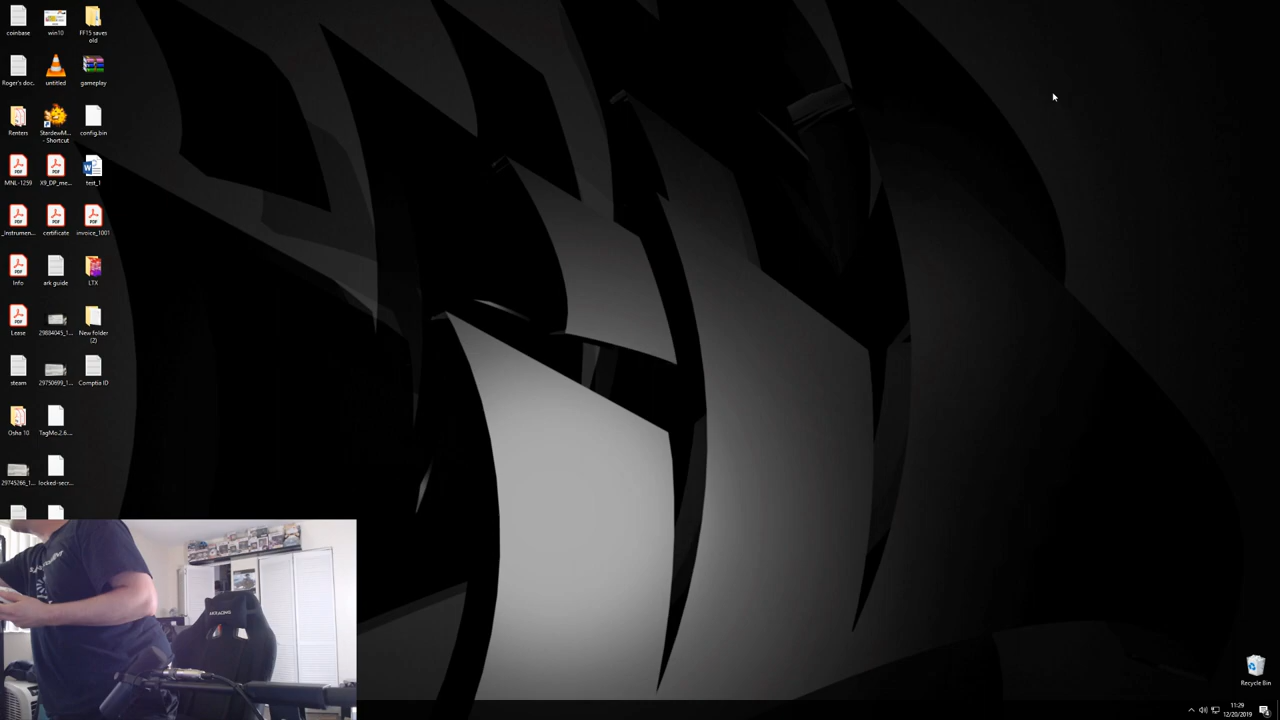 coinbase
win10
FF15 saves
old
Roger's doc.
untitled
gameplay
Renters
StardewM...
- Shortcut
config.bin
MNL-1259
X9_DP_me...
test_1
_Instrumen...
certificate
invoice_1001
Info
ark guide
LTX
Lease
29884045_1...
New folder
(2)
steam
29750699_1...
Comptia ID
Osha 10
TagMo.2.6....
29745266_1...
locked-secr...
AKRACING
Recycle Bin
11:29
12/20/2019